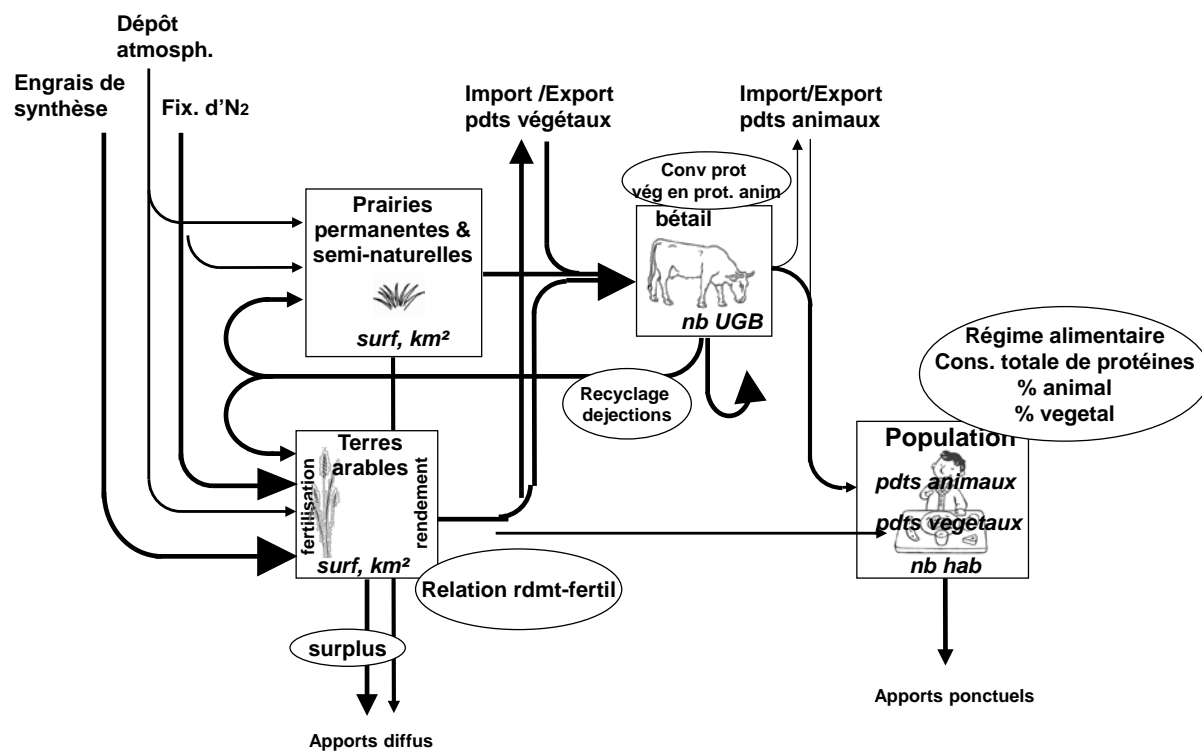 Dépôt
atmosph.
Engrais de
synthèse
Fix. d'N2
Import /Export
pdts végétaux
Import/Export
pdts animaux
Conv prot
vég en prot. anim
Prairies
permanentes &
semi-naturelles
surf, km²
bétail
nb UGB
Régime alimentaire
Cons. totale de protéines
% animal
% vegetal
Recyclage
dejections
Terres
arables
fertilisation
rendement
surf, km²
Population
pdts animaux
pdts vegetaux
nb hab
Relation rdmt-fertil
surplus
Apports ponctuels
Apports diffus